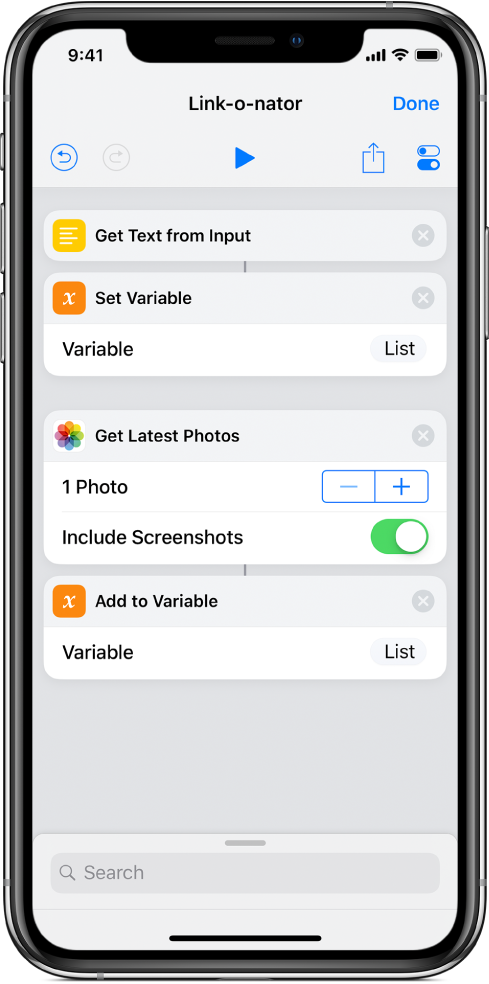 9:41
Link-o-nator Done
Get Text from Input
x Set Variable
Variable List
Get Latest Photos
1 Photo − +
Include Screenshots
x Add to Variable
Variable List
Search